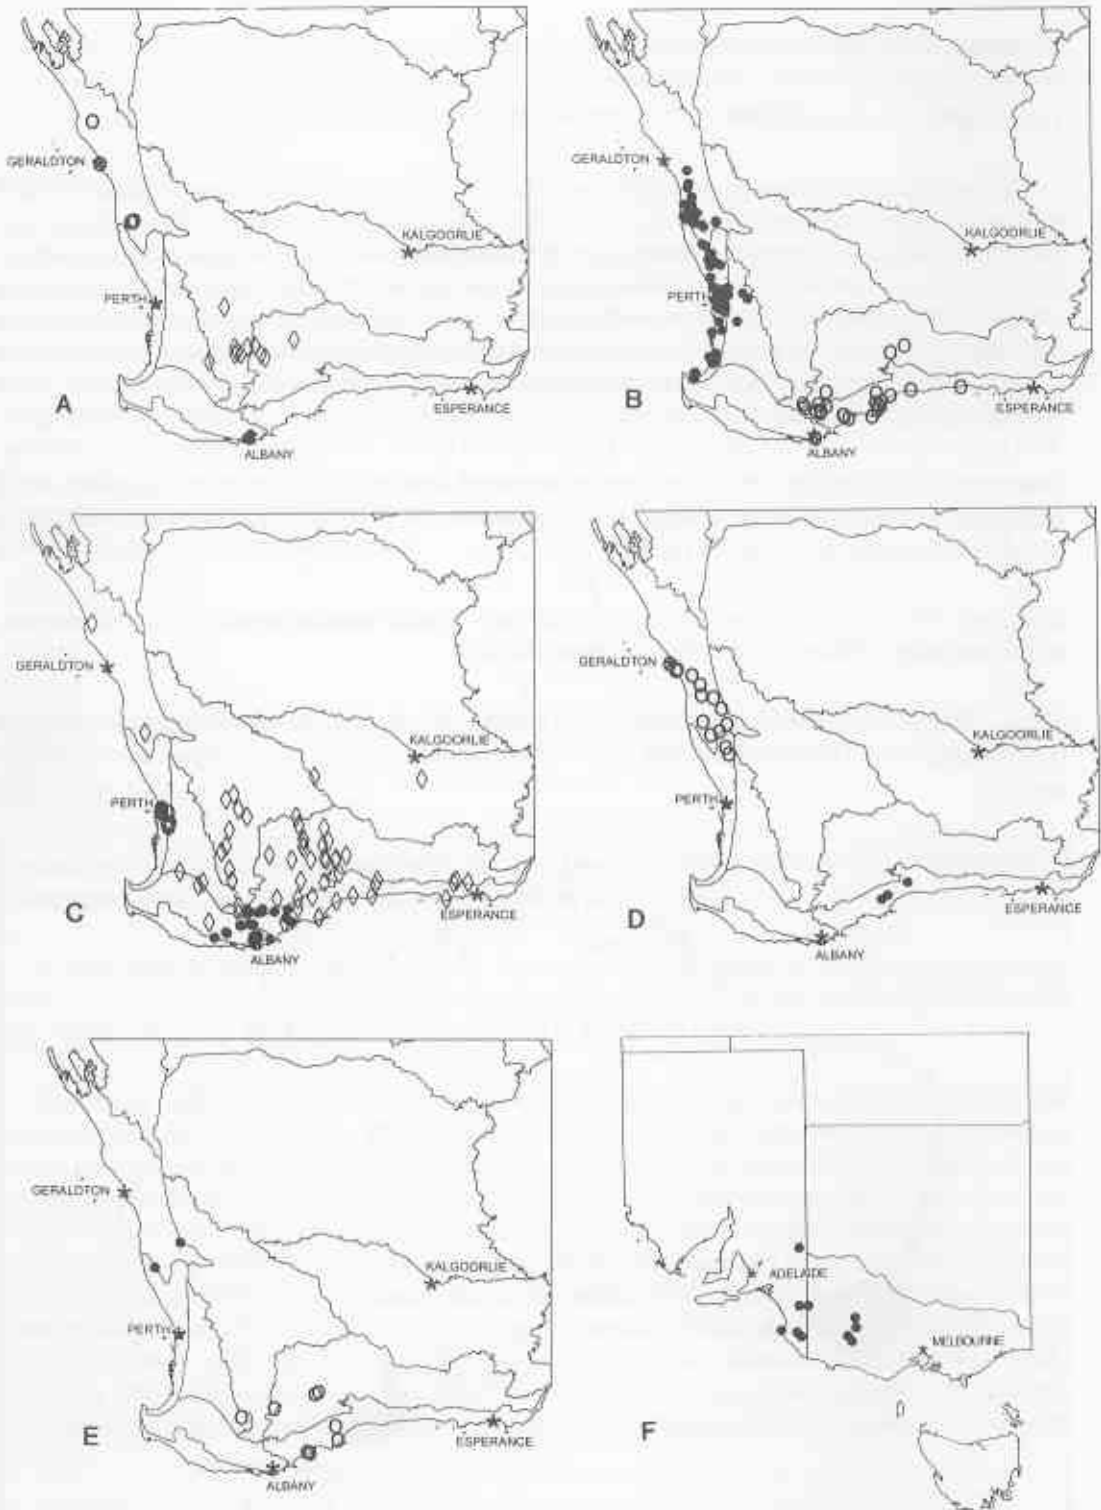 GERALDTON
KALGOORLIE
PERTH
ESPERANCE
ALBANY
A
GERALDTON
KALGOORLIE
PERTH
ESPERANCE
ALBANY
B
GERALDTON
KALGOORLIE
PERTH
ESPERANCE
ALBANY
C
GERALDTON
KALGOORLIE
PERTH
ESPERANCE
ALBANY
D
GERALDTON
KALGOORLIE
PERTH
ESPERANCE
ALBANY
E
ADELAIDE
MELBOURNE
F